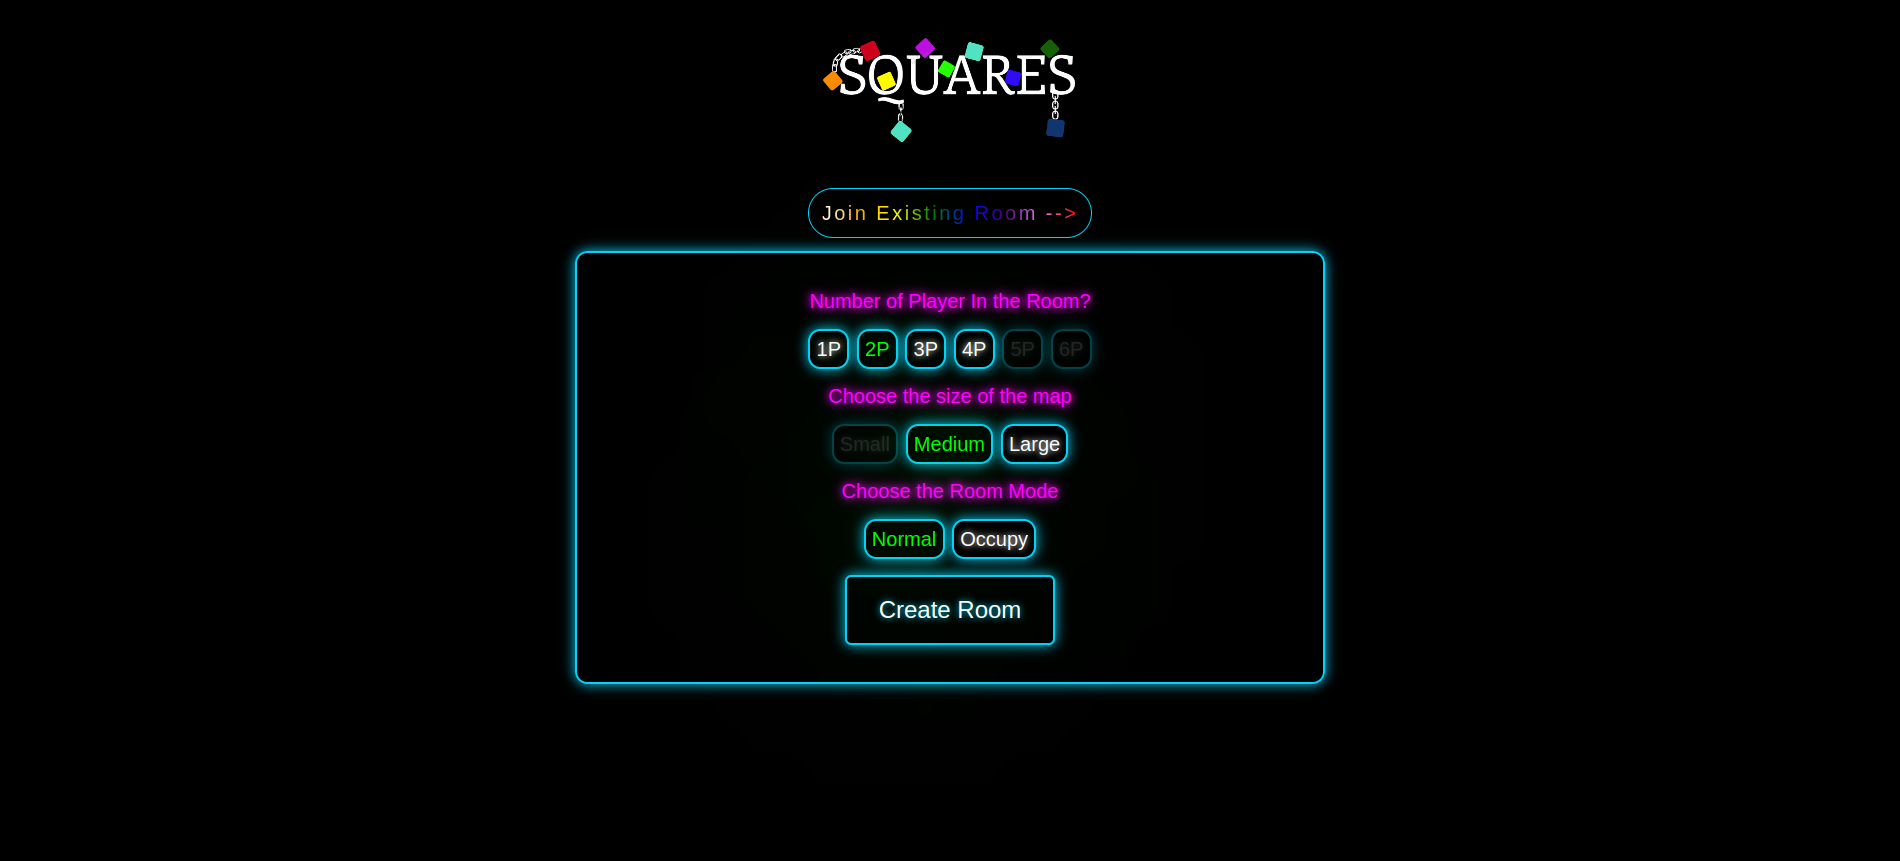 SQUARES
Join Existing Room -->
Number of Player In the Room?
1P 2P 3P 4P 5P 6P
Choose the size of the map
Small Medium Large
Choose the Room Mode
Normal Occupy
Create Room